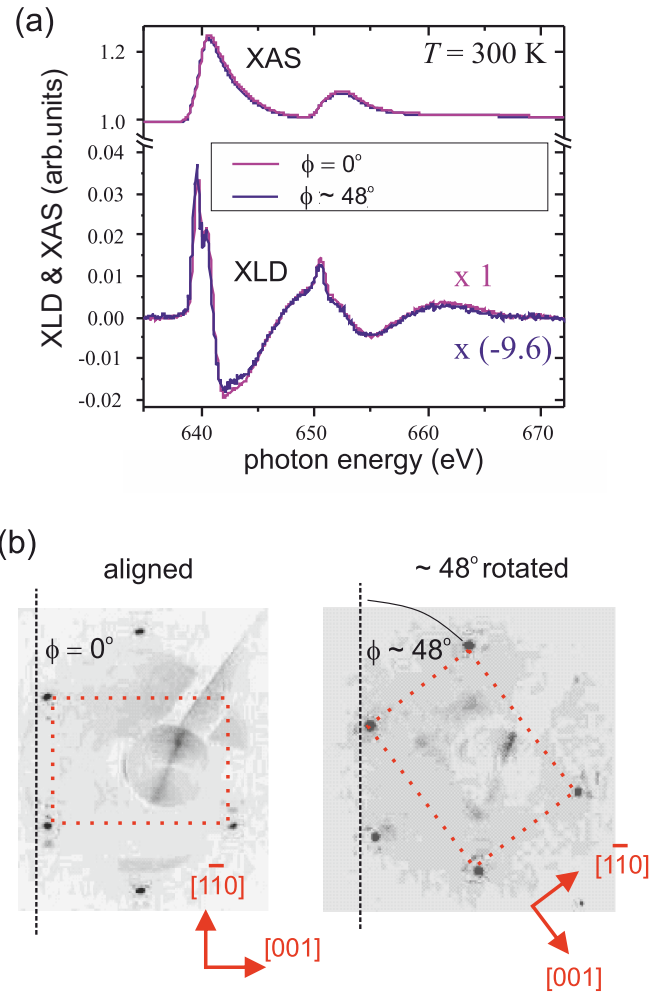 (a)
XLD & XAS (arb.units)
1.2
1.0
0.04
0.03
0.02
0.01
0.00
-0.01
-0.02
XAS
T = 300 K
ϕ = 0°
ϕ ~ 48°
XLD
x 1
x (-9.6)
640 650 660 670
photon energy (eV)
(b)
aligned
~ 48° rotated
ϕ = 0°
ϕ ~ 48°
[1̅10]
[001]
[1̅10]
[001]